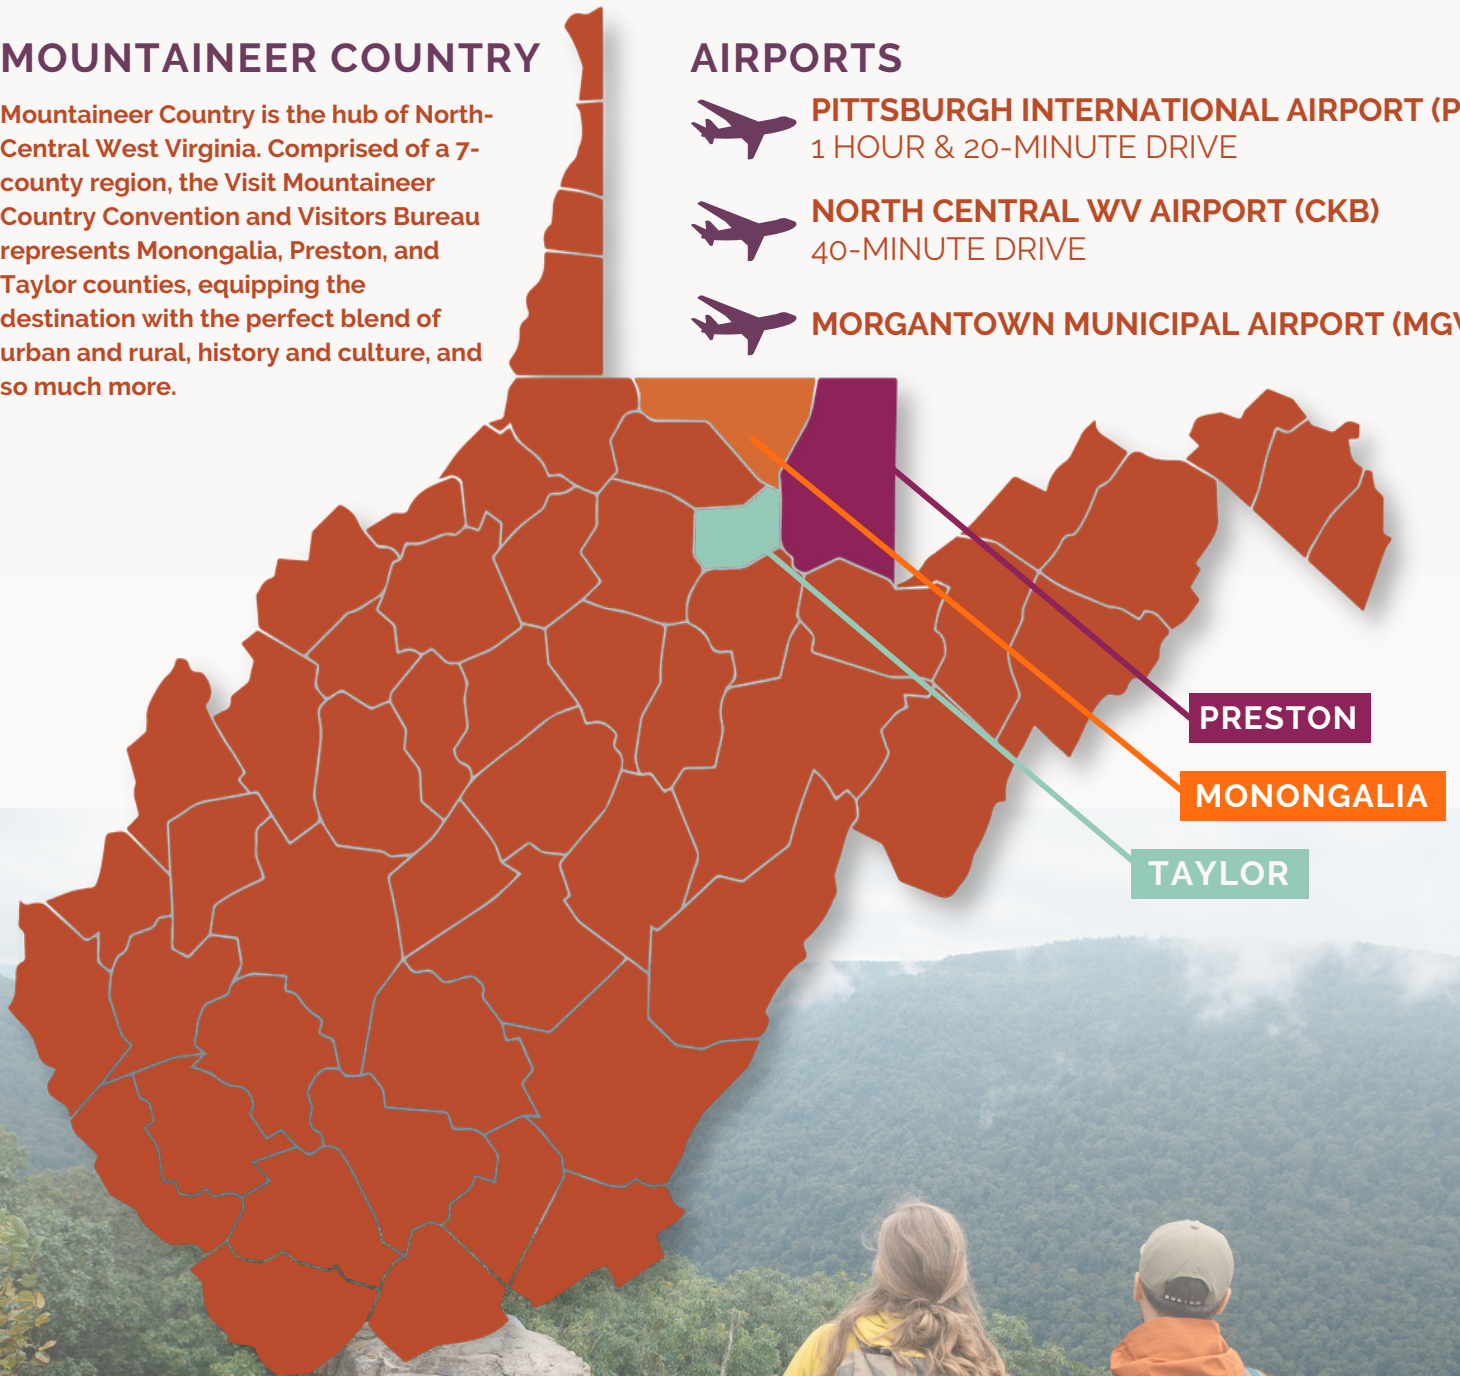 MOUNTAINEER COUNTRY
Mountaineer Country is the hub of North-
Central West Virginia. Comprised of a 7-
county region, the Visit Mountaineer
Country Convention and Visitors Bureau
represents Monongalia, Preston, and
Taylor counties, equipping the
destination with the perfect blend of
urban and rural, history and culture, and
so much more.
AIRPORTS
PITTSBURGH INTERNATIONAL AIRPORT (P
1 HOUR & 20-MINUTE DRIVE
NORTH CENTRAL WV AIRPORT (CKB)
40-MINUTE DRIVE
MORGANTOWN MUNICIPAL AIRPORT (MG
PRESTON
MONONGALIA
TAYLOR